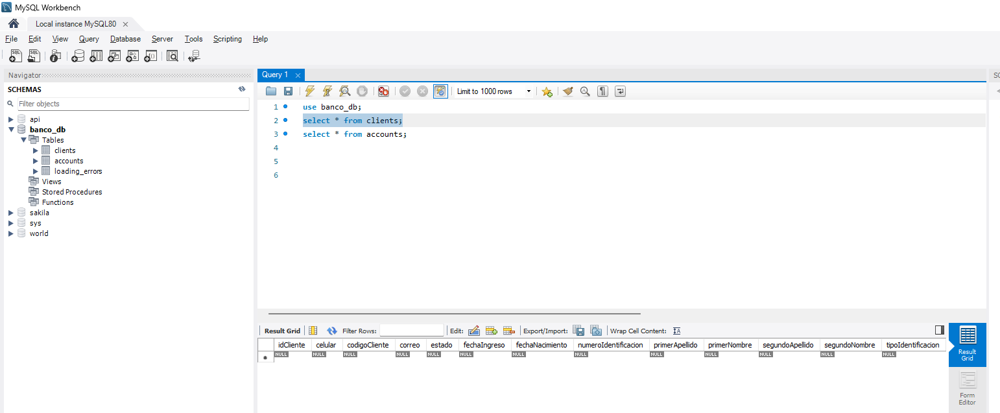 MySQL Workbench
Local instance MySQL80
File Edit View Query Database Server Tools Scripting Help
Navigator
SCHEMAS
Filter objects
api
banco_db
Tables
clients
accounts
loading_errors
Views
Stored Procedures
Functions
sakila
sys
world
Query 1
Limit to 1000 rows
1 use banco_db;
2 select * from clients;
3 select * from accounts;
4
5
6
Result Grid Filter Rows: Edit: Export/Import: Wrap Cell Content:
idCliente celular codigoCliente correo estado fechaIngreso fechaNacimiento numeroIdentificacion primerApellido primerNombre segundoApellido segundoNombre tipoIdentificacion
* NULL NULL NULL NULL NULL NULL NULL NULL NULL NULL NULL NULL NULL
Result
Grid
Form
Editor